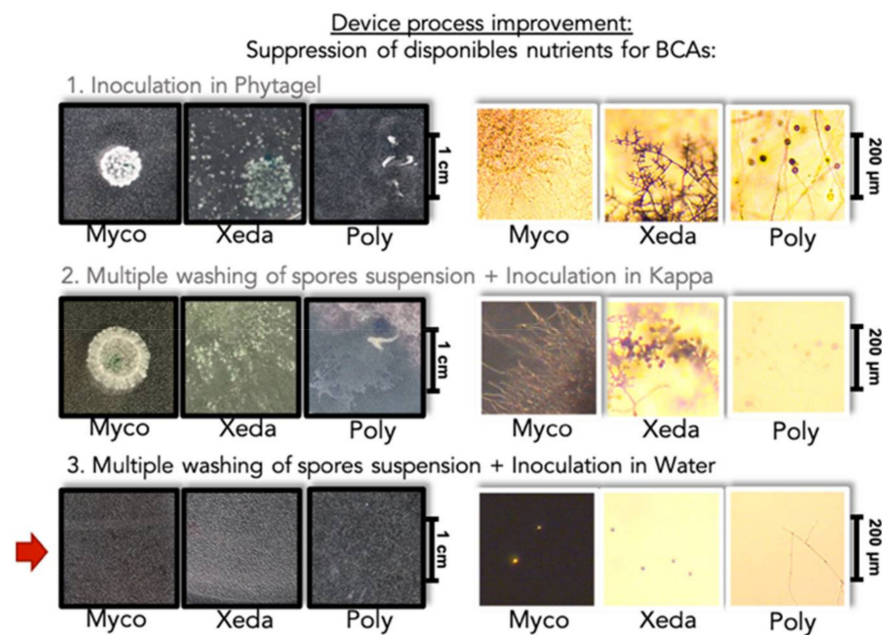 Device process improvement:
Suppression of disponibles nutrients for BCAs:
1. Inoculation in Phytagel
1 cm
200 µm
Myco Xeda Poly Myco Xeda Poly
2. Multiple washing of spores suspension + Inoculation in Kappa
1 cm
200 µm
Myco Xeda Poly Myco Xeda Poly
3. Multiple washing of spores suspension + Inoculation in Water
1 cm
200 µm
Myco Xeda Poly Myco Xeda Poly